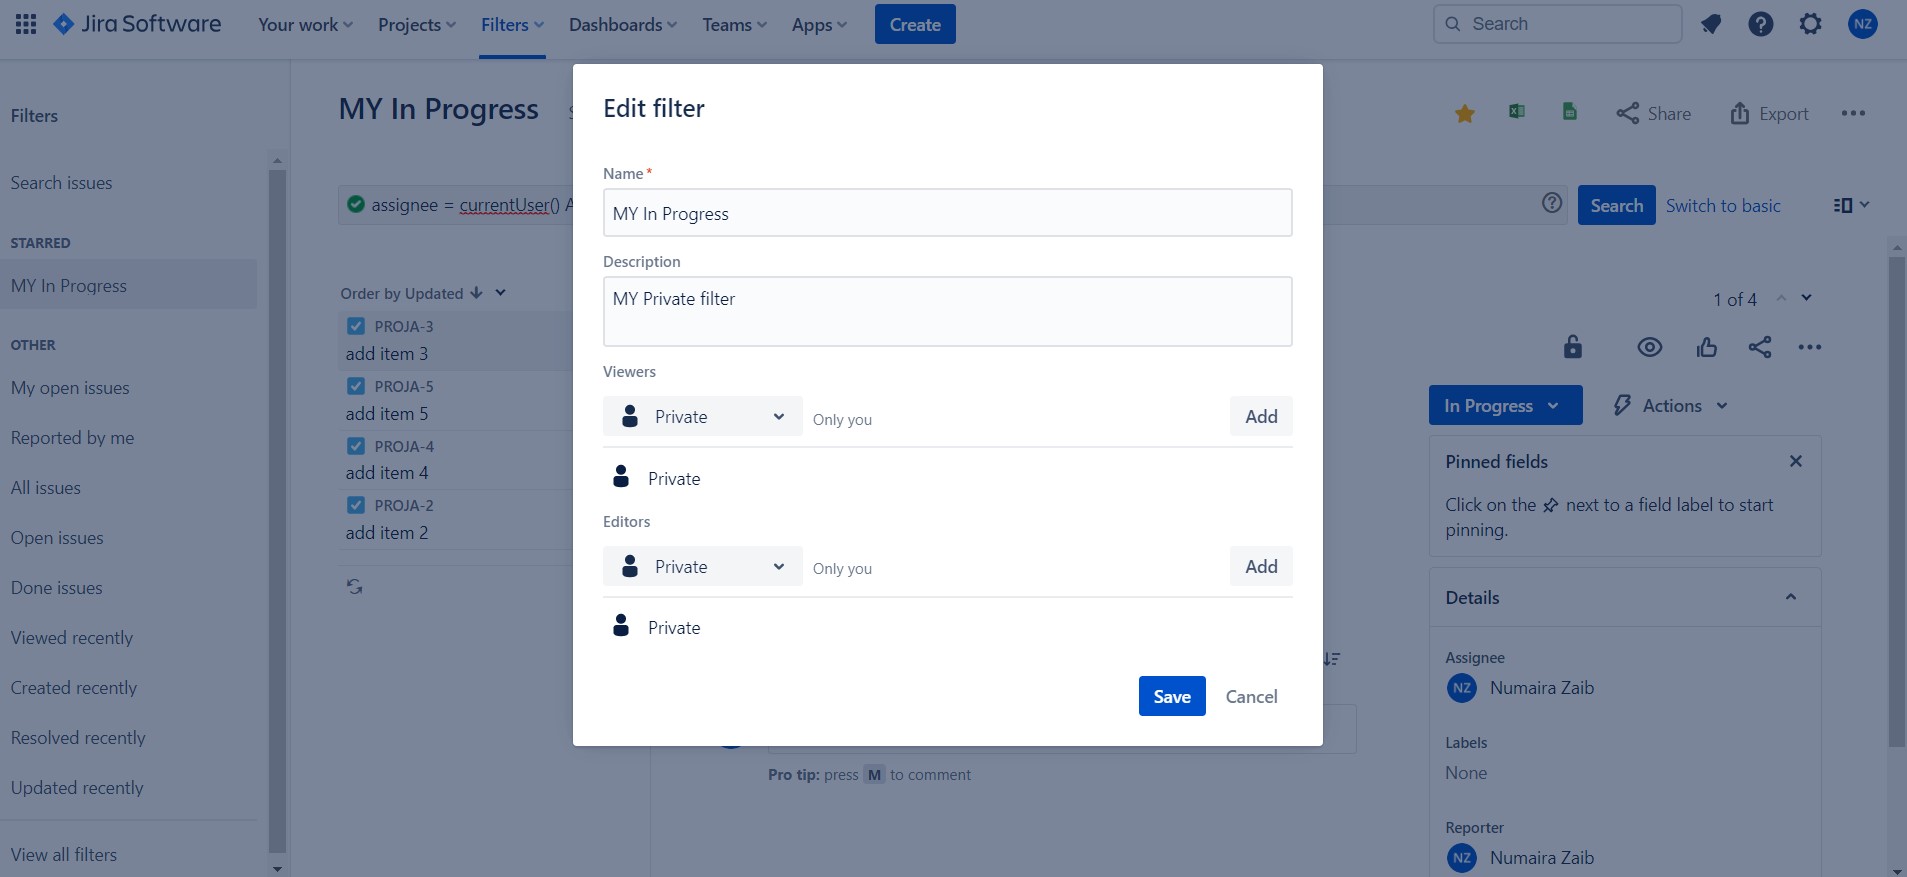 Jira Software
Your work
Projects
Filters
Dashboards
Teams
Apps
Create
Search
NZ
Filters
Search issues
STARRED
MY In Progress
OTHER
My open issues
Reported by me
All issues
Open issues
Done issues
Viewed recently
Created recently
Resolved recently
Updated recently
View all filters
MY In Progress
Share
Export
assignee = currentUser() A
Search
Switch to basic
Order by Updated
PROJA-3
add item 3
PROJA-5
add item 5
PROJA-4
add item 4
PROJA-2
add item 2
Edit filter
Name*
MY In Progress
Description
MY Private filter
Viewers
Private
Only you
Add
Private
Editors
Private
Only you
Add
Private
Save
Cancel
Pro tip: press M to comment
1 of 4
In Progress
Actions
Pinned fields
Click on the next to a field label to start
pinning.
Details
Assignee
NZ Numaira Zaib
Labels
None
Reporter
NZ Numaira Zaib